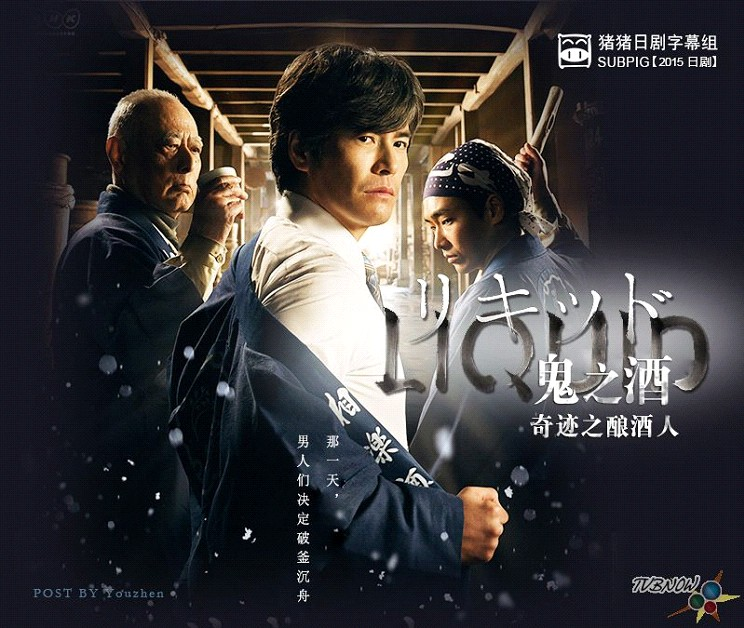 NHK
猪猪日剧字幕组
SUBPIG【2015 日剧】
リキッド
LIQUID
鬼之酒
奇迹之酿酒人
那一天，
男人们决定破釜沉舟
POST BY Youzhen
TVBNOW